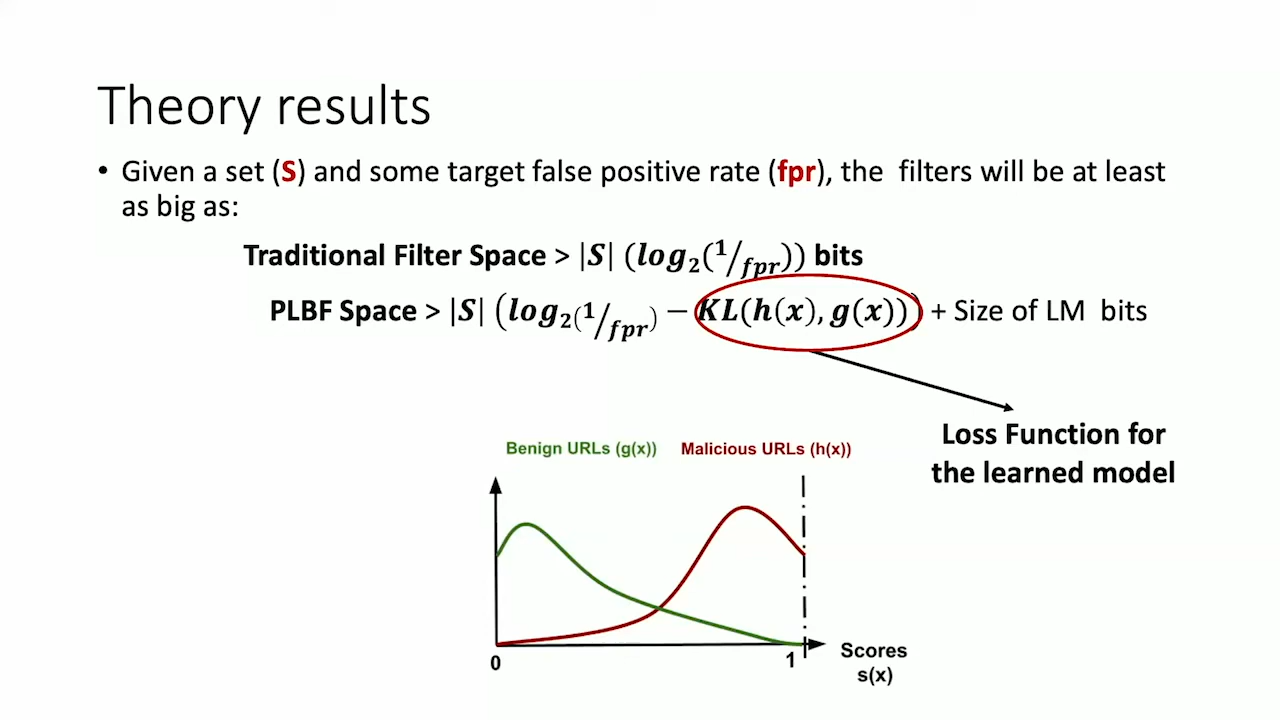 Theory results
• Given a set (S) and some target false positive rate (fpr), the filters will be at least
as big as:
Traditional Filter Space > |S| (log₂(1/fpr)) bits
PLBF Space > |S| (log₂(1/fpr) − KL(h(x), g(x))) + Size of LM bits
Loss Function for
the learned model
Benign URLs (g(x)) Malicious URLs (h(x))
0 1 Scores
s(x)